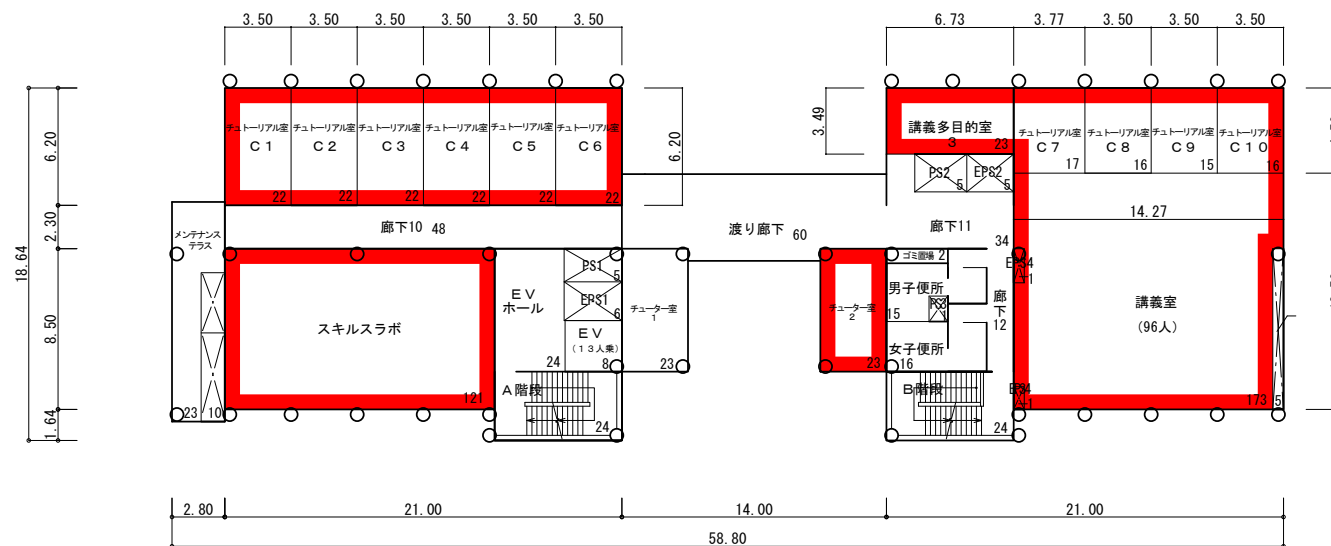 3.50 3.50 3.50 3.50 3.50 3.50
6.73 3.77 3.50 3.50 3.50
18.64
6.20
2.30
8.50
1.64
6.20
3.49
チュトーリアル室
C1
22
チュトーリアル室
C2
22
チュトーリアル室
C3
22
チュトーリアル室
C4
22
チュトーリアル室
C5
22
チュトーリアル室
C6
22
講義多目的室
3
23
チュトーリアル室
C7
17
チュトーリアル室
C8
16
チュトーリアル室
C9
15
チュトーリアル室
C10
16
PS2
5
EPS2
5
14.27
メンテナンス
テラス
23
10
廊下10 48
渡り廊下 60
廊下11
34
スキルスラボ
121
EV
ホール
24
PS1
5
EPS1
6
EV
(13人乗)
8
チューター室
1
23
チューター室
2
23
ゴミ置場 2
男子便所
15
女子便所
16
廊下
12
講義室
(96人)
173
5
A階段
24
B階段
24
2.80 21.00 14.00 21.00
58.80